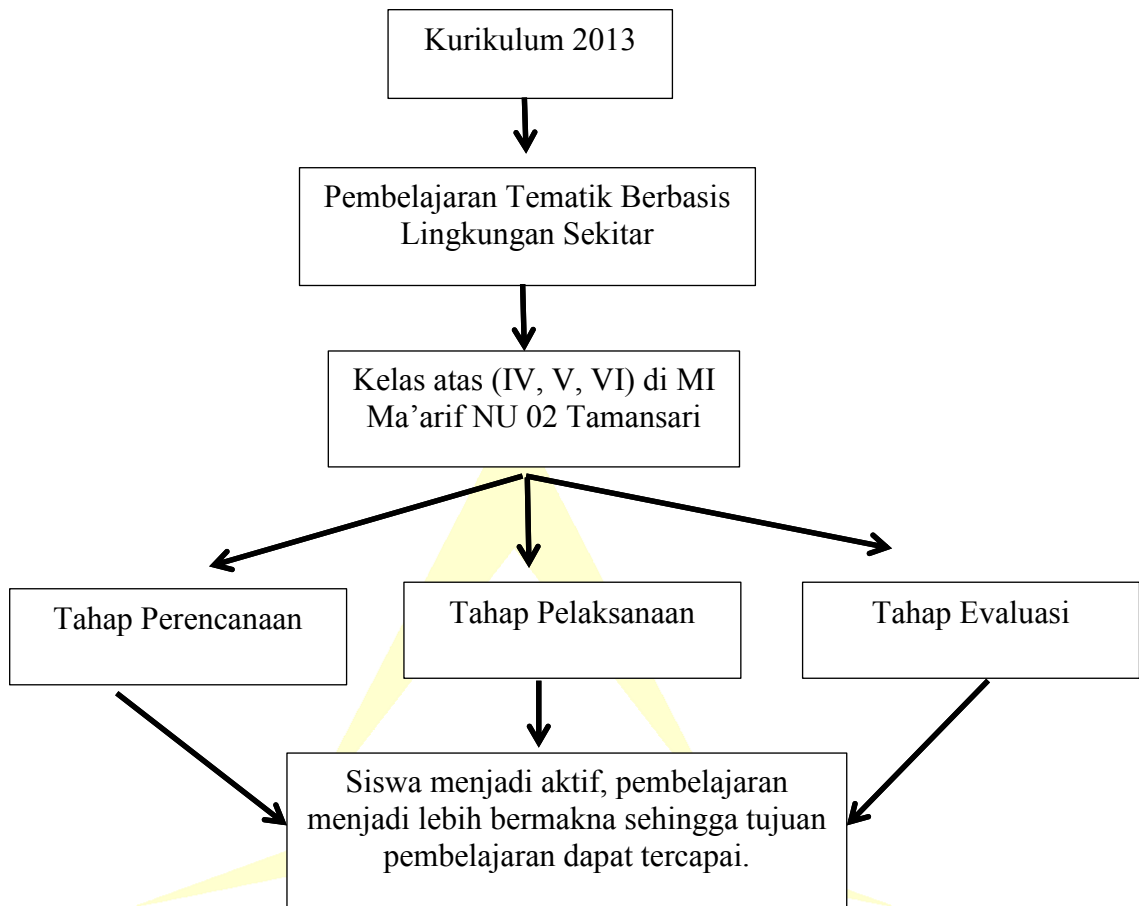 Kurikulum 2013
Pembelajaran Tematik Berbasis
Lingkungan Sekitar
Kelas atas (IV, V, VI) di MI
Ma’arif NU 02 Tamansari
Tahap Perencanaan
Tahap Pelaksanaan
Tahap Evaluasi
Siswa menjadi aktif, pembelajaran
menjadi lebih bermakna sehingga tujuan
pembelajaran dapat tercapai.